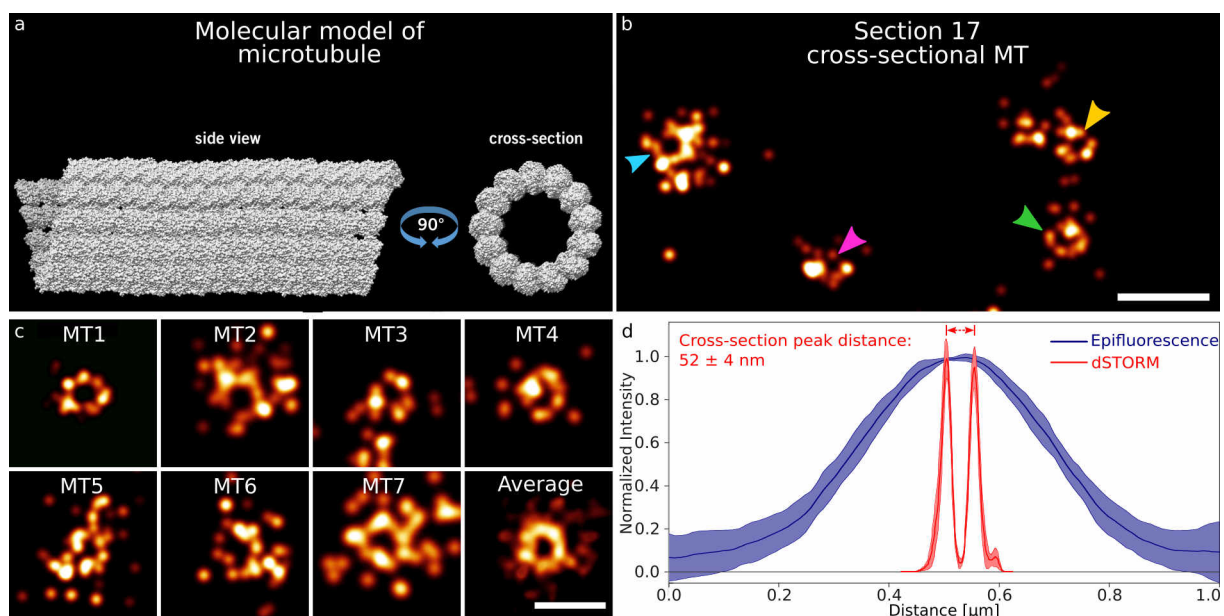 a
Molecular model of
microtubule
side view
cross-section
90°
b
Section 17
cross-sectional MT
c
MT1
MT2
MT3
MT4
MT5
MT6
MT7
Average
d
Cross-section peak distance:
52 ± 4 nm
Epifluorescence
dSTORM
Normalized Intensity
1.0
0.8
0.6
0.4
0.2
0.0
0.0
0.2
0.4
0.6
0.8
1.0
Distance [µm]